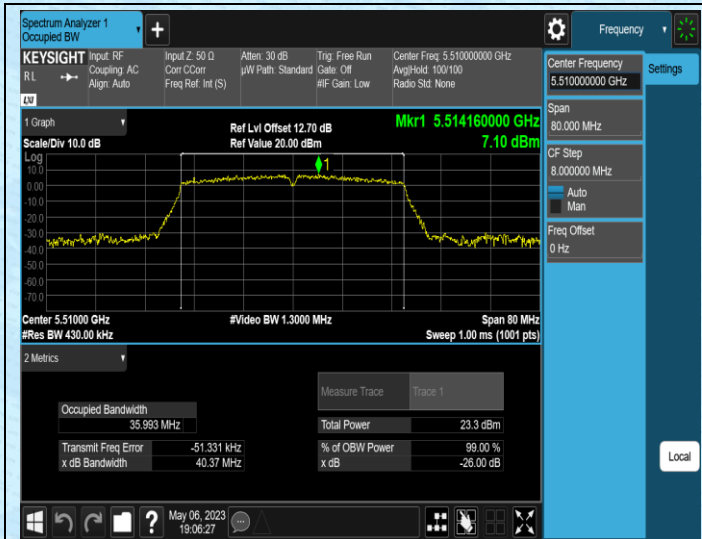 Spectrum Analyzer 1
Occupied BW
Frequency
KEYSIGHT
RL
LXI
Input: RF
Coupling: AC
Align: Auto
Input Z: 50 Ω
Corr CCorr
Freq Ref: Int (S)
Atten: 30 dB
µW Path: Standard
Trig: Free Run
Gate: Off
#IF Gain: Low
Center Freq: 5.510000000 GHz
Avg|Hold: 100/100
Radio Std: None
1 Graph
Scale/Div 10.0 dB
Ref Lvl Offset 12.70 dB
Ref Value 20.00 dBm
Mkr1 5.514160000 GHz
7.10 dBm
Log
10.0
0.00
-10.0
-20.0
-30.0
-40.0
-50.0
-60.0
-70.0
1
Center 5.51000 GHz
#Res BW 430.00 kHz
#Video BW 1.3000 MHz
Span 80 MHz
Sweep 1.00 ms (1001 pts)
2 Metrics
Measure Trace Trace 1
Occupied Bandwidth
35.993 MHz
Total Power 23.3 dBm
Transmit Freq Error -51.331 kHz
% of OBW Power 99.00 %
x dB Bandwidth 40.37 MHz
x dB -26.00 dB
Center Frequency
5.510000000 GHz
Settings
Span
80.000 MHz
CF Step
8.000000 MHz
Auto
Man
Freq Offset
0 Hz
Local
May 06, 2023
19:06:27